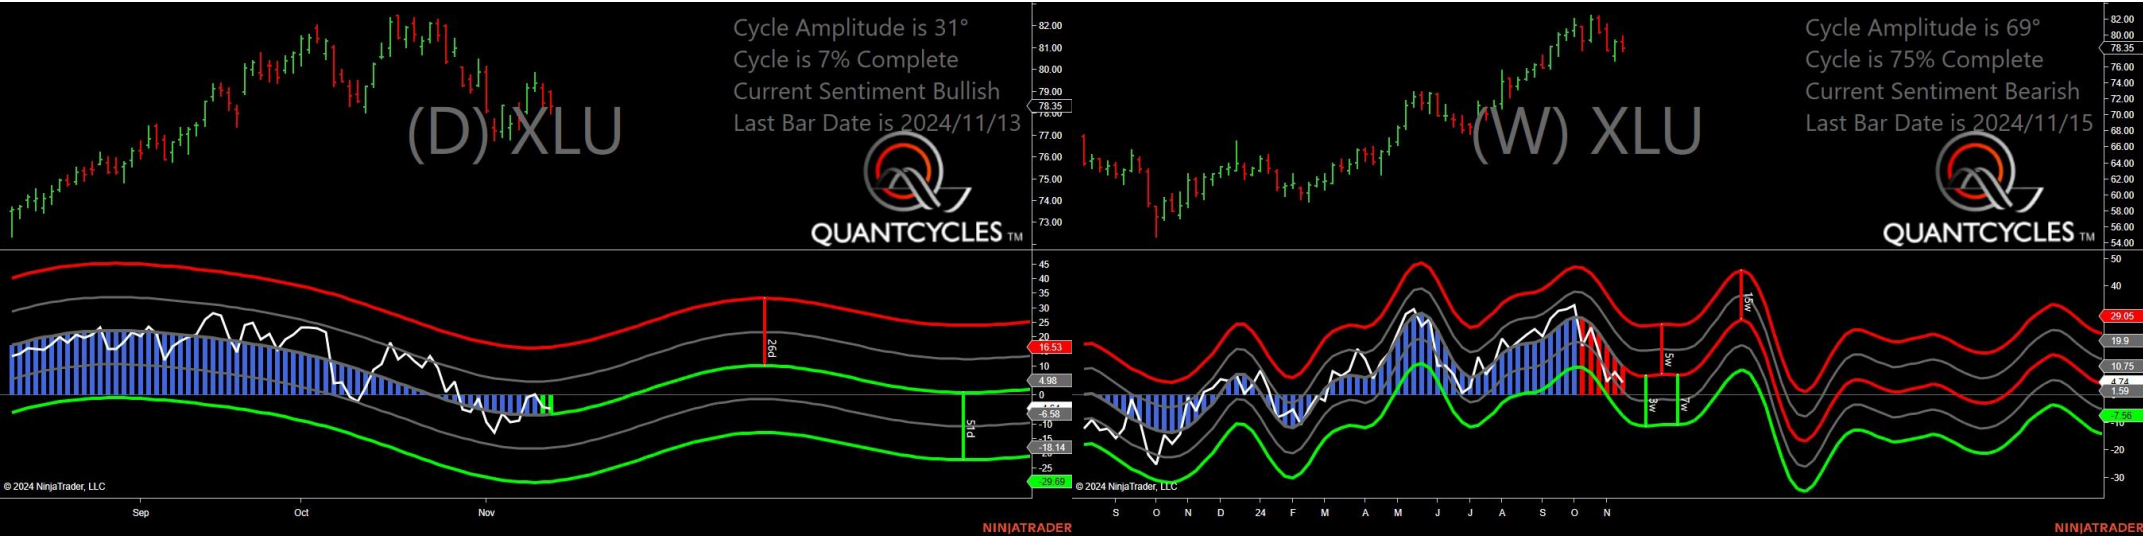 Cycle Amplitude is 31°
Cycle is 7% Complete
Current Sentiment Bullish
Last Bar Date is 2024/11/13
(D) XLU
QUANTCYCLES TM
82.00
81.00
80.00
79.00
78.35
78.00
77.00
76.00
75.00
74.00
73.00
45
40
35
30
25
20
16.53
10
4.98
0
-6.58
-10
-15
-18.14
-25
-29.69
26d
51d
© 2024 NinjaTrader, LLC
Sep Oct Nov
NINJATRADER
Cycle Amplitude is 69°
Cycle is 75% Complete
Current Sentiment Bearish
Last Bar Date is 2024/11/15
(W) XLU
QUANTCYCLES TM
82.00
80.00
78.35
76.00
74.00
72.00
70.00
68.00
66.00
64.00
62.00
60.00
58.00
56.00
54.00
50
40
29.05
19.9
10.75
4.74
1.59
-7.56
-10
-20
-30
5w
15w
7w
© 2024 NinjaTrader, LLC
S O N D 24 F M A M J J A S O N
NINJATRADER